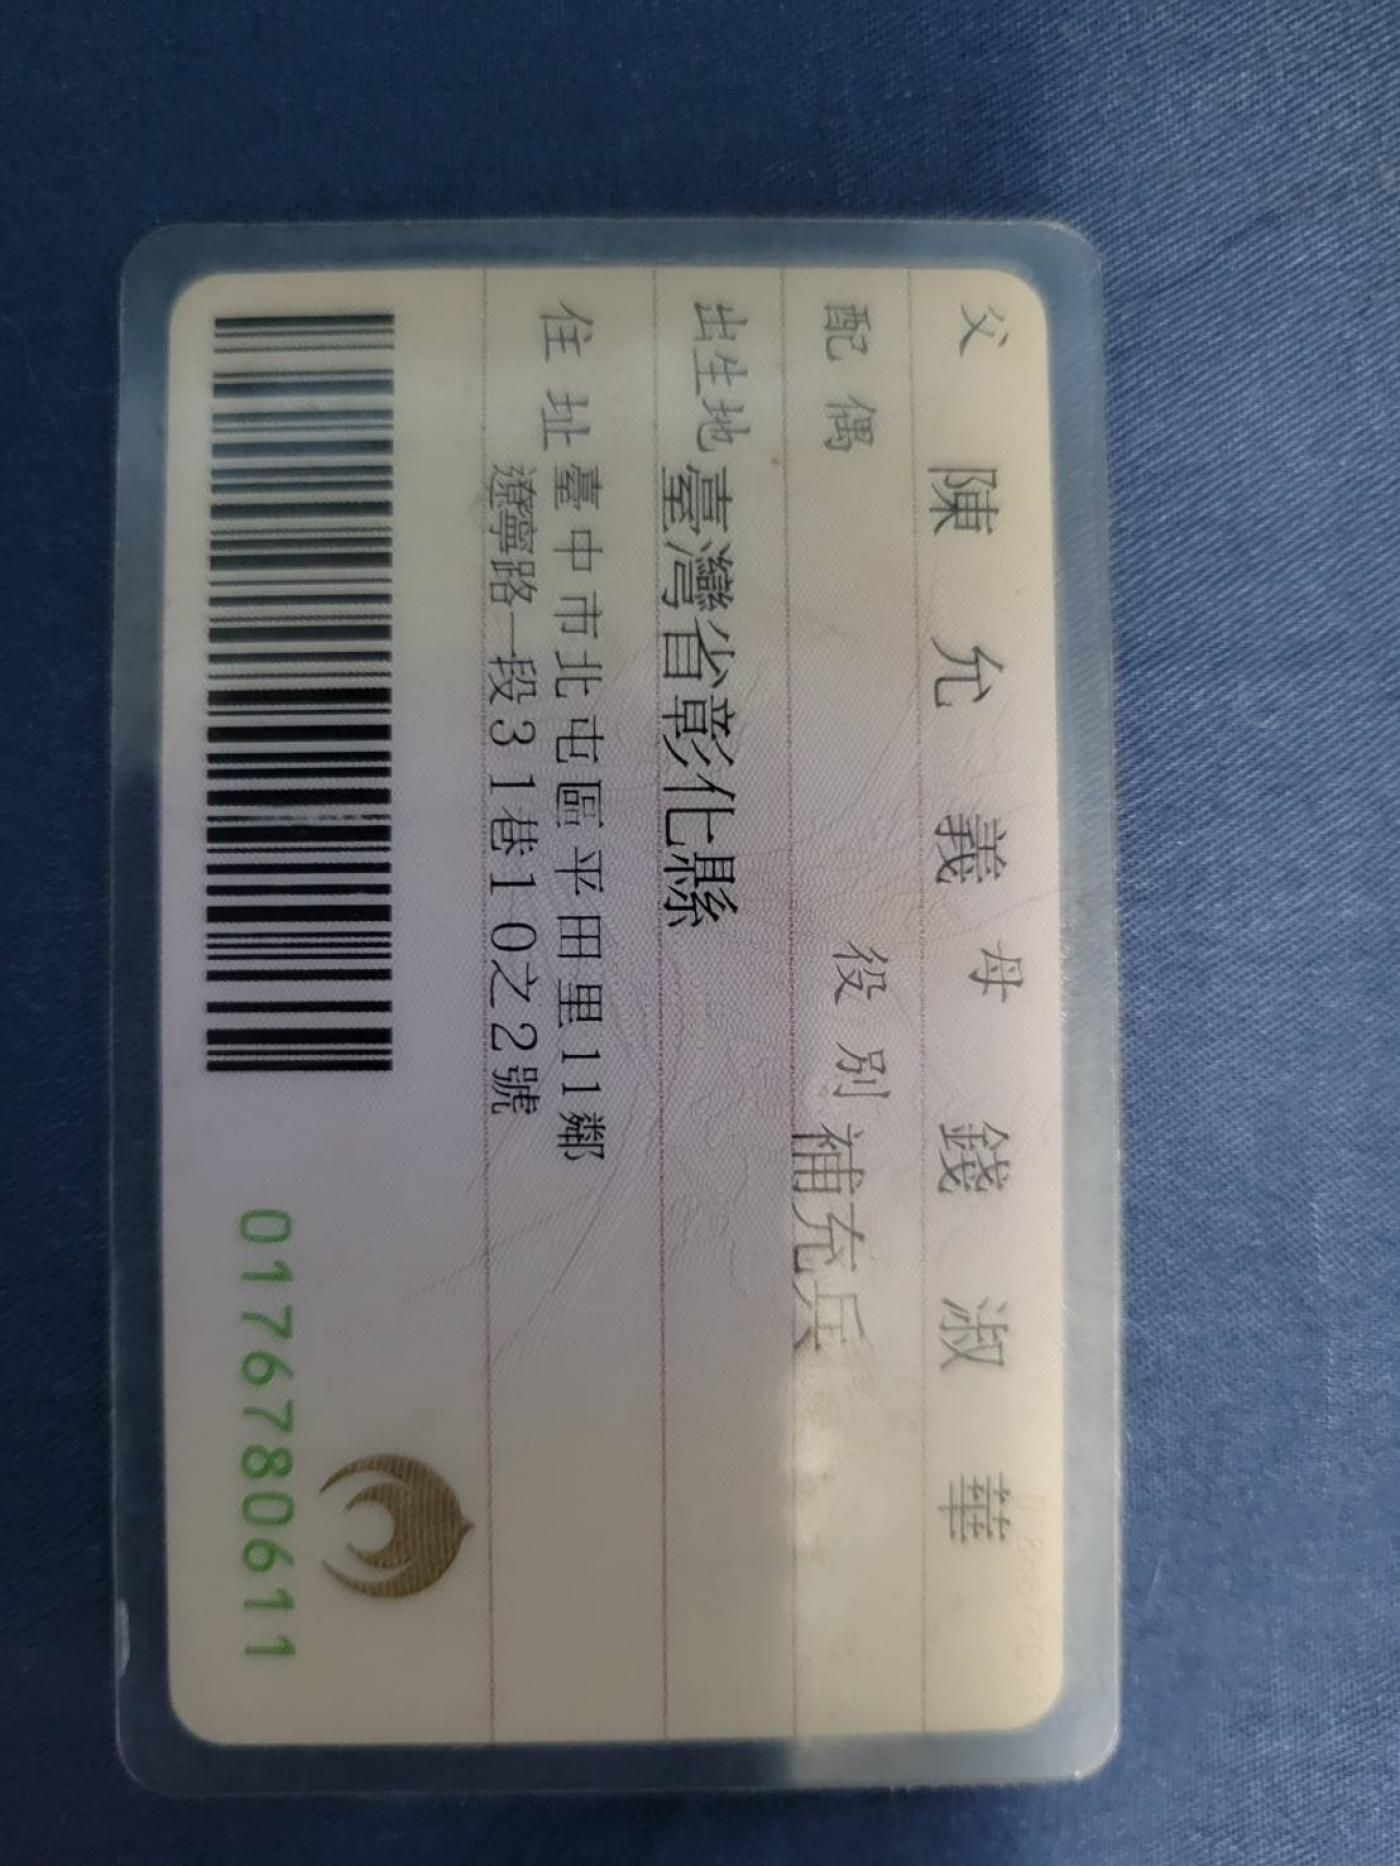 父 陳允義 母 錢淑華
配偶 役別 補充兵
出生地 臺灣省彰化縣
住址 臺中市北屯區平田里11鄰
遼寧路一段31巷10之2號
0176780611